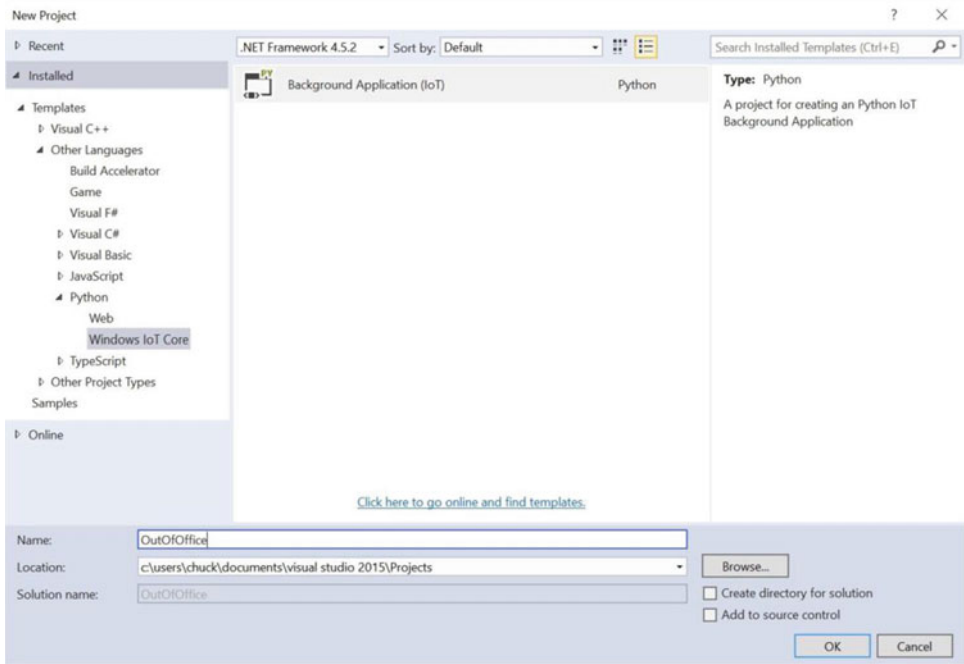 New Project
? ×
Recent
.NET Framework 4.5.2 Sort by: Default
Search Installed Templates (Ctrl+E)
Installed
Templates
Visual C++
Other Languages
Build Accelerator
Game
Visual F#
Visual C#
Visual Basic
JavaScript
Python
Web
Windows IoT Core
TypeScript
Other Project Types
Samples
Online
PY
Background Application (IoT) Python
Click here to go online and find templates.
Type: Python
A project for creating an Python IoT
Background Application
Name: OutOfOffice
Location: c:\users\chuck\documents\visual studio 2015\Projects Browse...
Solution name: OutOfOffice
Create directory for solution
Add to source control
OK Cancel